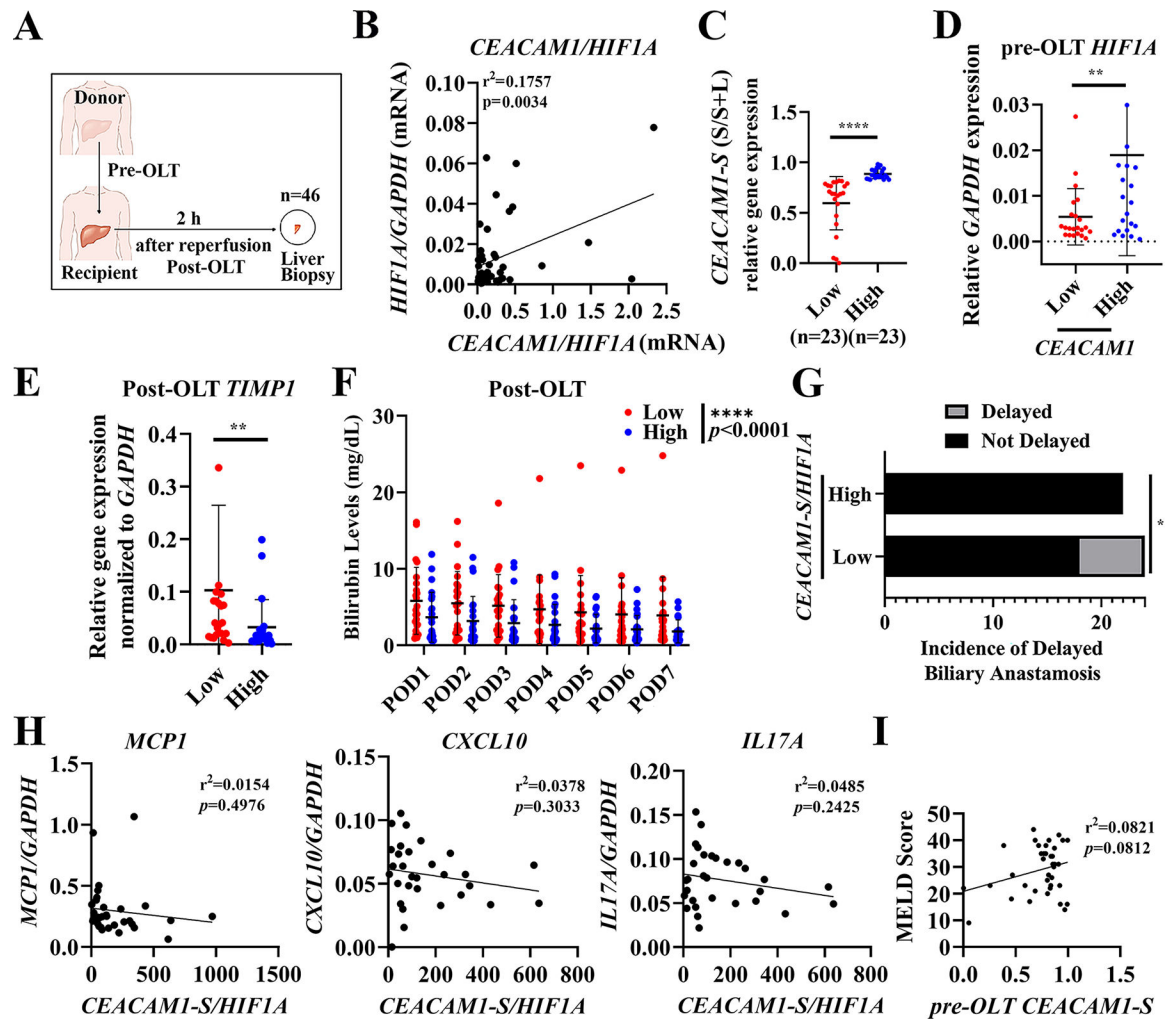 A
Donor
Pre-OLT
Recipient
2 h
after reperfusion
Post-OLT
n=46
Liver
Biopsy
B
CEACAM1/HIF1A
r²=0.1757
p=0.0034
HIF1A/GAPDH (mRNA)
0.10
0.08
0.06
0.04
0.02
0.00
0.0 0.5 1.0 1.5 2.0 2.5
CEACAM1/HIF1A (mRNA)
C
CEACAM1-S (S/S+L)
relative gene expression
1.5
1.0
0.5
0.0
****
Low High
(n=23)(n=23)
D
pre-OLT HIF1A
Relative GAPDH expression
**
0.03
0.02
0.01
0.00
Low High
CEACAM1
E
Post-OLT TIMP1
Relative gene expression
normalized to GAPDH
**
0.4
0.3
0.2
0.1
0.0
Low High
F
Post-OLT
Low
High
****
p<0.0001
Bilirubin Levels (mg/dL)
30
20
10
0
POD1 POD2 POD3 POD4 POD5 POD6 POD7
G
Delayed
Not Delayed
CEACAM1-S/HIF1A
High
Low
*
0 10 20
Incidence of Delayed
Biliary Anastamosis
H
MCP1
r²=0.0154
p=0.4976
MCP1/GAPDH
1.5
1.0
0.5
0.0
0 500 1000 1500
CEACAM1-S/HIF1A
CXCL10
r²=0.0378
p=0.3033
CXCL10/GAPDH
0.15
0.10
0.05
0.00
0 200 400 600 800
CEACAM1-S/HIF1A
IL17A
r²=0.0485
p=0.2425
IL17A/GAPDH
0.20
0.15
0.10
0.05
0.00
0 200 400 600 800
CEACAM1-S/HIF1A
I
r²=0.0821
p=0.0812
MELD Score
50
40
30
20
10
0
0.0 0.5 1.0 1.5
pre-OLT CEACAM1-S